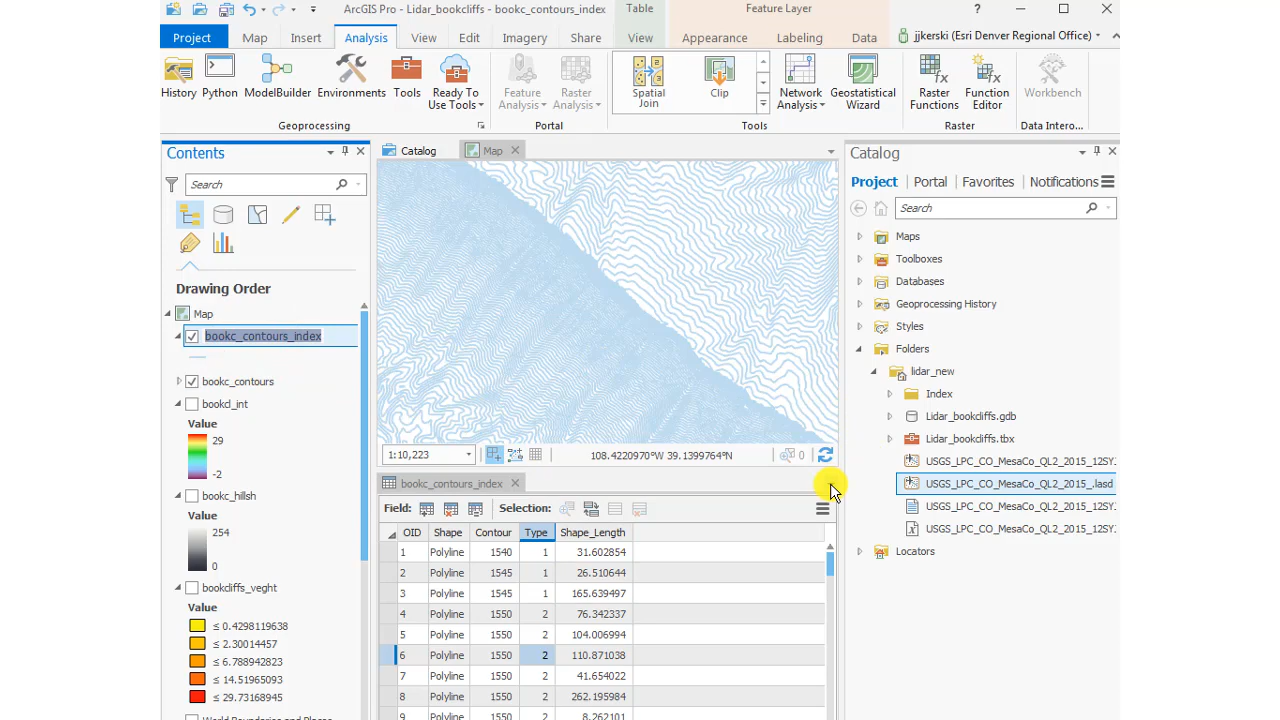 ArcGIS Pro - Lidar_bookcliffs - bookc_contours_index
Table
Feature Layer
?
Project
Map
Insert
Analysis
View
Edit
Imagery
Share
View
Appearance
Labeling
Data
jjkerski (Esri Denver Regional Office)
History
Python
ModelBuilder
Environments
Tools
Ready To
Use Tools
Feature
Analysis
Raster
Analysis
Spatial
Join
Clip
Network
Analysis
Geostatistical
Wizard
Raster
Functions
Function
Editor
Workbench
Geoprocessing
Portal
Tools
Raster
Data Intero...
Contents
Search
Drawing Order
Map
bookc_contours_index
bookc_contours
bookcl_int
Value
29
-2
bookc_hillsh
Value
254
0
bookcliffs_veght
Value
≤ 0.4298119638
≤ 2.30014457
≤ 6.788942823
≤ 14.51965093
≤ 29.73168945
Catalog
Map
1:10,223
108.4220970°W 39.1399764°N
0
bookc_contours_index
Field:
Selection:
OID Shape Contour Type Shape_Length
1 Polyline 1540 1 31.602854
2 Polyline 1545 1 26.510644
3 Polyline 1545 1 165.639497
4 Polyline 1550 2 76.342337
5 Polyline 1550 2 104.006994
6 Polyline 1550 2 110.871038
7 Polyline 1550 2 41.654022
8 Polyline 1550 2 262.195984
9 Polyline 1550 2 8.262101
Catalog
Project
Portal
Favorites
Notifications
Search
Maps
Toolboxes
Databases
Geoprocessing History
Styles
Folders
lidar_new
Index
Lidar_bookcliffs.gdb
Lidar_bookcliffs.tbx
USGS_LPC_CO_MesaCo_QL2_2015_12SYJ
USGS_LPC_CO_MesaCo_QL2_2015_.lasd
USGS_LPC_CO_MesaCo_QL2_2015_12SYJ
USGS_LPC_CO_MesaCo_QL2_2015_12SYJ
Locators